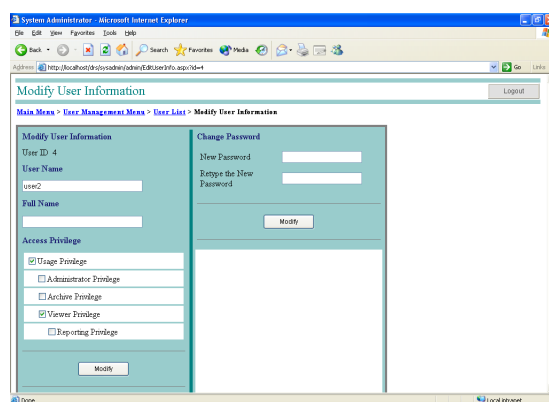 System Administrator - Microsoft Internet Explorer
File Edit View Favorites Tools Help
Back Search Favorites Media
Address http://localhost/drs/sysadmin/admin/EditUserInfo.aspx?id=4 Go Links
Modify User Information
Logout
Main Menu > User Management Menu > User List > Modify User Information
Modify User Information
User ID 4
User Name
user2
Full Name
Access Privilege
Usage Privilege
Administrator Privilege
Archive Privilege
Viewer Privilege
Reporting Privilege
Modify
Change Password
New Password
Retype the New
Password
Modify
Done
Local intranet